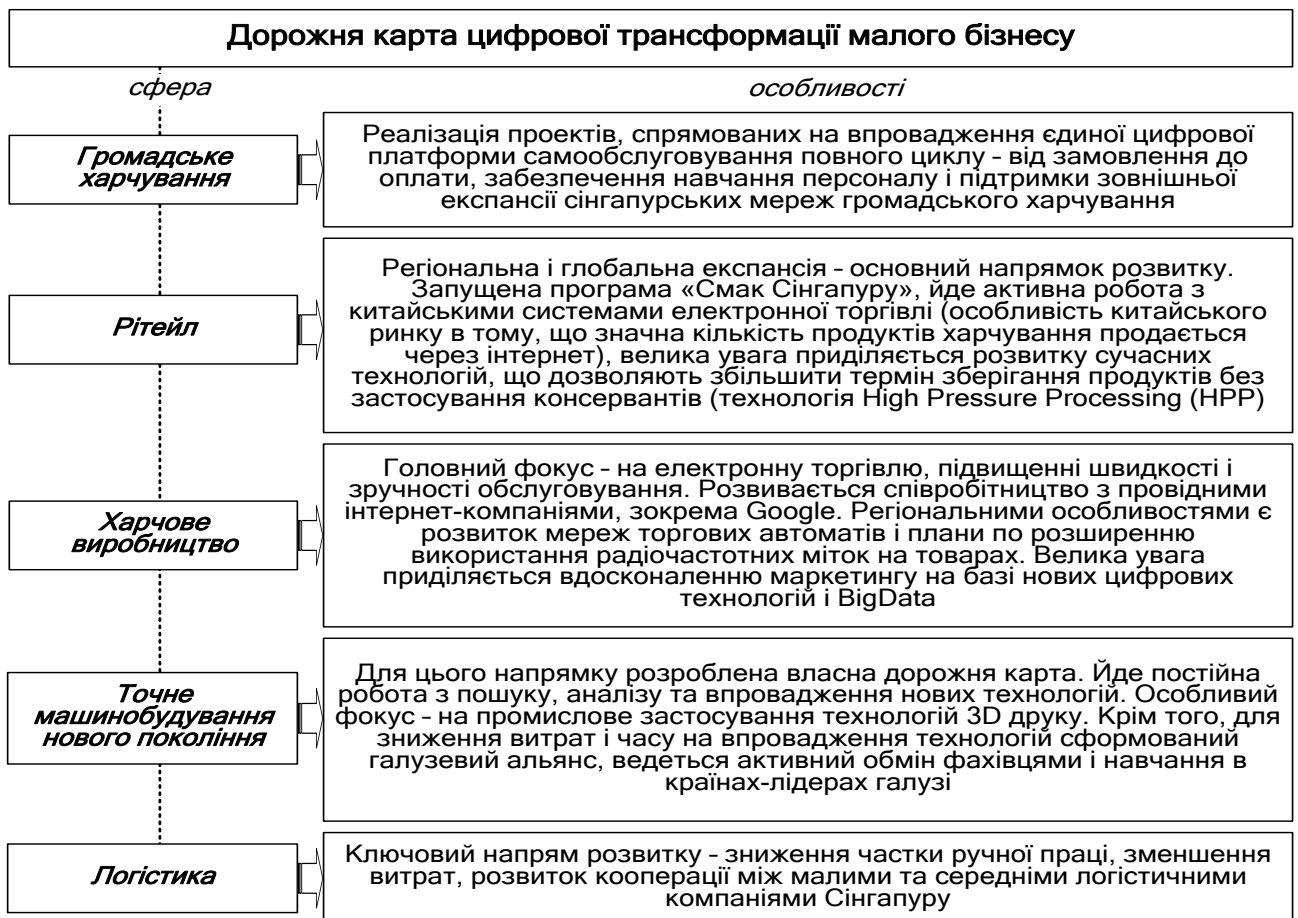 Дорожня карта цифрової трансформації малого бізнесу
сфера
особливості
Громадське
харчування
Реалізація проектів, спрямованих на впровадження єдиної цифрової
платформи самообслуговування повного циклу - від замовлення до
оплати, забезпечення навчання персоналу і підтримки зовнішньої
експансії сінгапурських мереж громадського харчування
Рітейл
Регіональна і глобальна експансія - основний напрямок розвитку.
Запущена програма «Смак Сінгапуру», йде активна робота з
китайськими системами електронної торгівлі (особливість китайського
ринку в тому, що значна кількість продуктів харчування продається
через інтернет), велика увага приділяється розвитку сучасних
технологій, що дозволяють збільшити термін зберігання продуктів без
застосування консервантів (технологія High Pressure Processing (HPP)
Харчове
виробництво
Головний фокус - на електронну торгівлю, підвищенні швидкості і
зручності обслуговування. Розвивається співробітництво з провідними
інтернет-компаніями, зокрема Google. Регіональними особливостями є
розвиток мереж торгових автоматів і плани по розширенню
використання радіочастотних міток на товарах. Велика увага
приділяється вдосконаленню маркетингу на базі нових цифрових
технологій і BigData
Точне
машинобудування
нового покоління
Для цього напрямку розроблена власна дорожня карта. Йде постійна
робота з пошуку, аналізу та впровадження нових технологій. Особливий
фокус - на промислове застосування технологій 3D друку. Крім того, для
зниження витрат і часу на впровадження технологій сформований
галузевий альянс, ведеться активний обмін фахівцями і навчання в
країнах-лідерах галузі
Логістика
Ключовий напрям розвитку - зниження частки ручної праці, зменшення
витрат, розвиток кооперації між малими та середніми логістичними
компаніями Сінгапуру